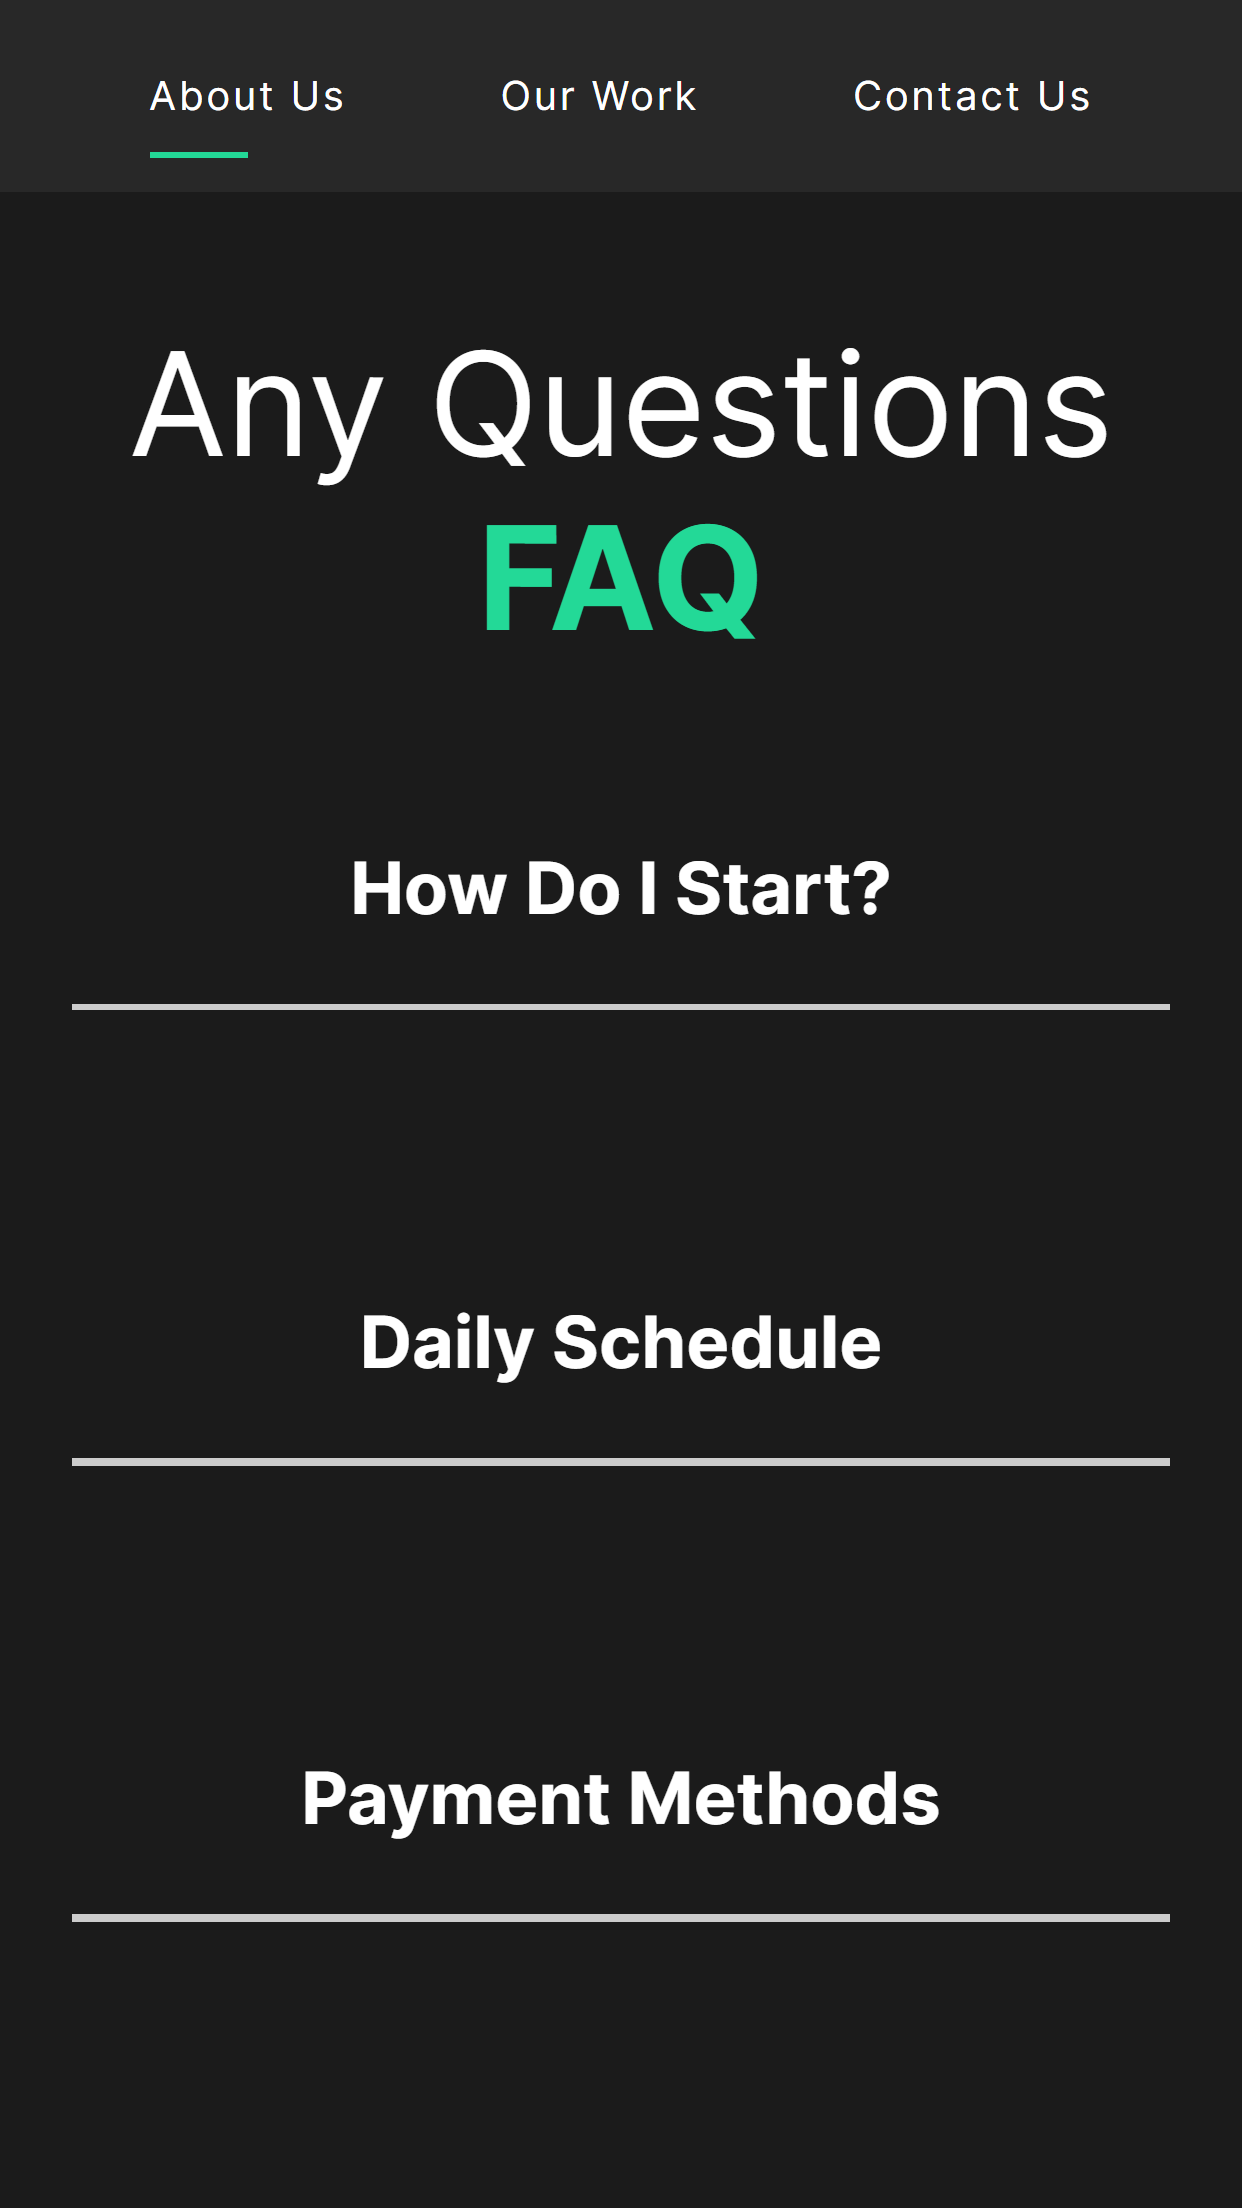 About Us Our Work Contact Us
Any Questions
FAQ
How Do I Start?
Daily Schedule
Payment Methods